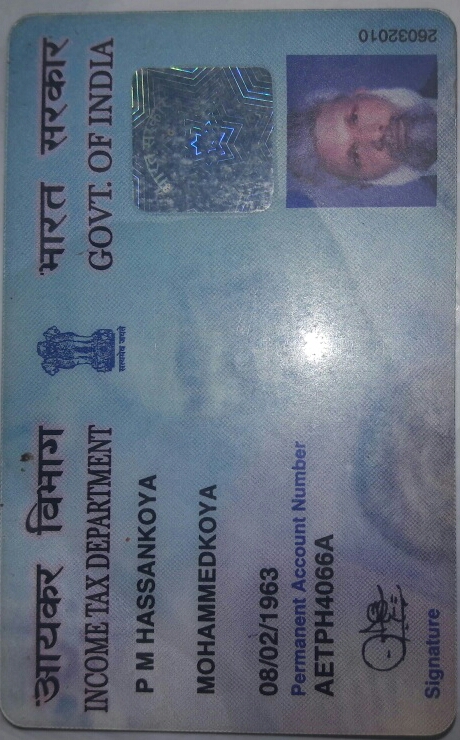 आयकर विभाग
INCOME TAX DEPARTMENT
सत्यमेव जयते
भारत सरकार
GOVT. OF INDIA
P M HASSANKOYA
MOHAMMEDKOYA
08/02/1963
Permanent Account Number
AETPH4066A
Signature
26032010